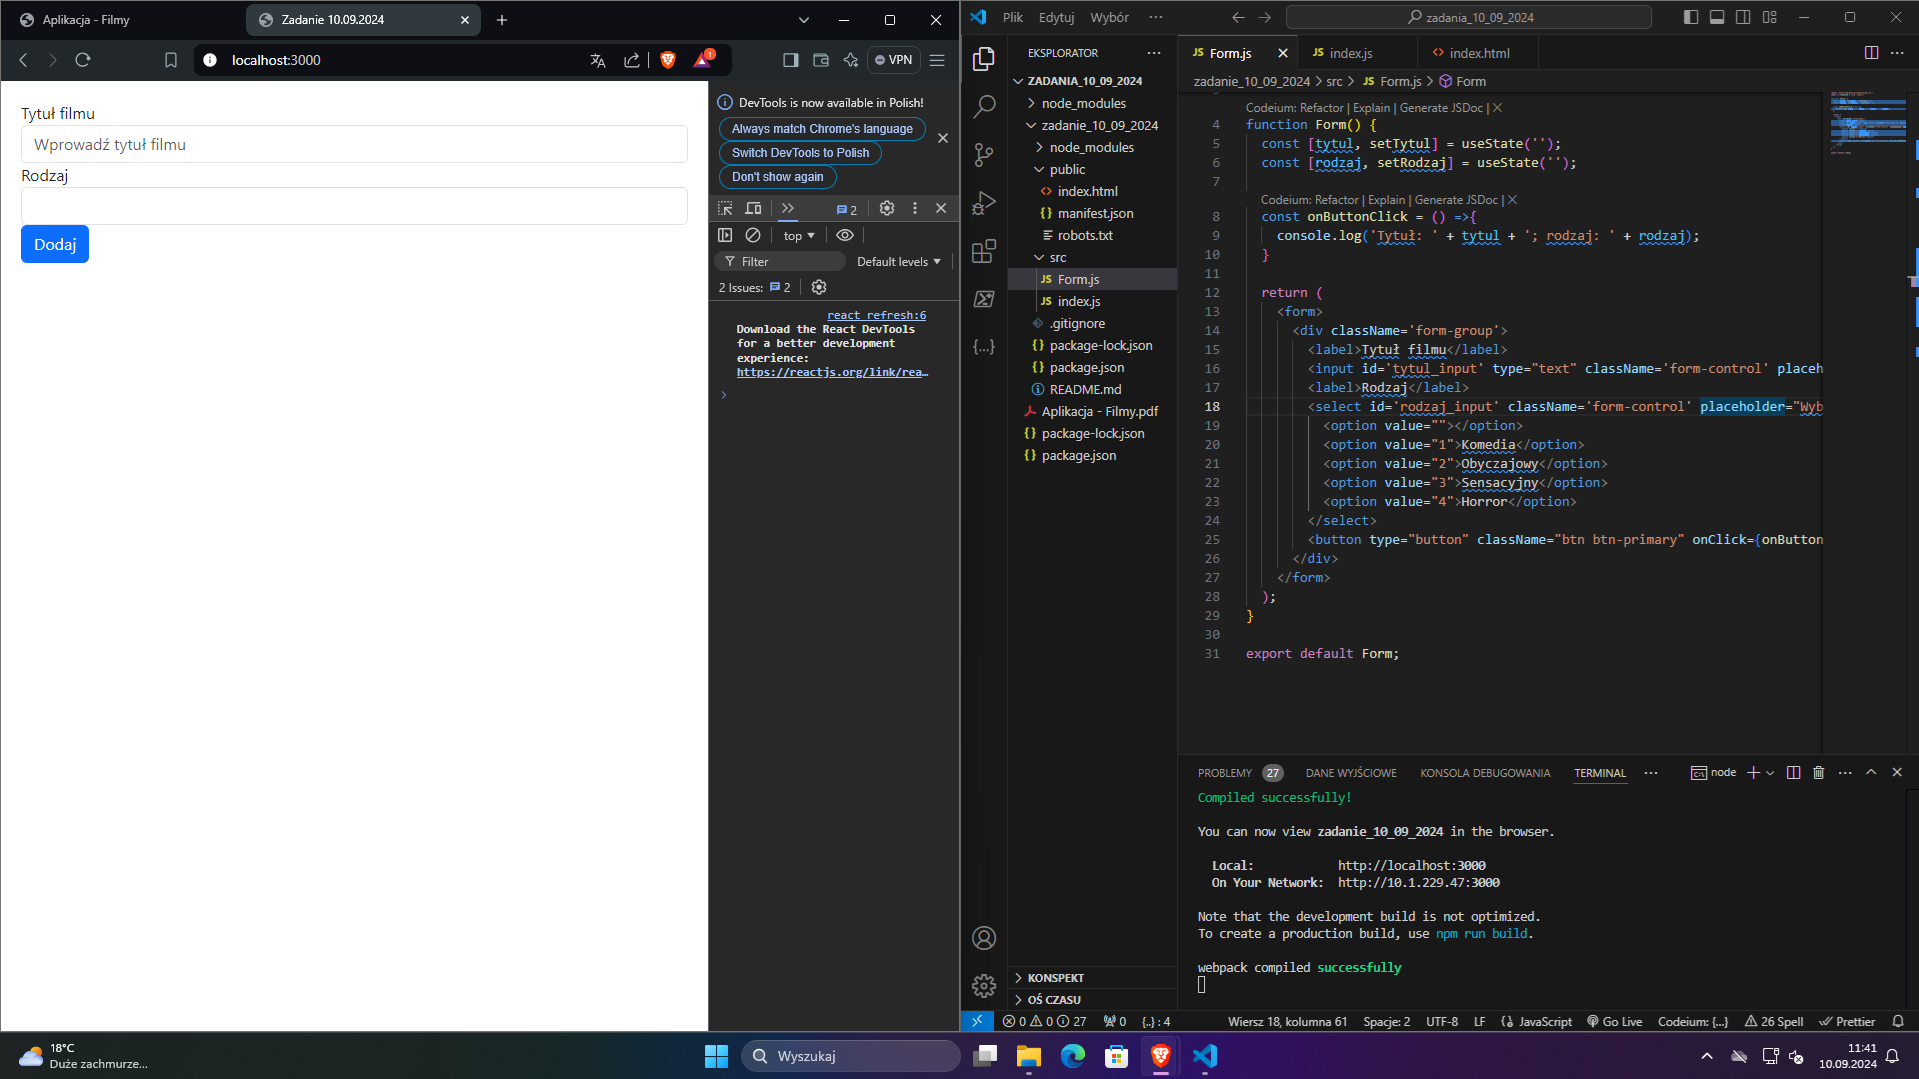 Aplikacja - Filmy
Zadanie 10.09.2024
localhost:3000
1
VPN
Tytuł filmu
Wprowadź tytuł filmu
Rodzaj
Dodaj
DevTools is now available in Polish!
Always match Chrome's language
Switch DevTools to Polish
Don't show again
2
top
Filter
Default levels
2 Issues: 2
react refresh:6
Download the React DevTools
for a better development
experience:
https://reactjs.org/link/rea…
Plik Edytuj Wybór
zadania_10_09_2024
EKSPLORATOR
ZADANIA_10_09_2024
node_modules
zadanie_10_09_2024
node_modules
public
index.html
manifest.json
robots.txt
src
Form.js
index.js
.gitignore
package-lock.json
package.json
README.md
Aplikacja - Filmy.pdf
package-lock.json
package.json
KONSPEKT
OŚ CZASU
JS Form.js
JS index.js
index.html
zadanie_10_09_2024 > src > JS Form.js > Form
Codeium: Refactor | Explain | Generate JSDoc | X
4 function Form() {
5 const [tytul, setTytul] = useState('');
6 const [rodzaj, setRodzaj] = useState('');
7
Codeium: Refactor | Explain | Generate JSDoc | X
8 const onButtonClick = () =>{
9 console.log('Tytuł: ' + tytul + '; rodzaj: ' + rodzaj);
10 }
11
12 return (
13 <form>
14 <div className='form-group'>
15 <label>Tytuł filmu</label>
16 <input id='tytul_input' type="text" className='form-control' placeh
17 <label>Rodzaj</label>
18 <select id='rodzaj_input' className='form-control' placeholder="Wyb
19 <option value=""></option>
20 <option value="1">Komedia</option>
21 <option value="2">Obyczajowy</option>
22 <option value="3">Sensacyjny</option>
23 <option value="4">Horror</option>
24 </select>
25 <button type="button" className="btn btn-primary" onClick={onButton
26 </div>
27 </form>
28 );
29 }
30
31 export default Form;
PROBLEMY 27 DANE WYJŚCIOWE KONSOLA DEBUGOWANIA TERMINAL
node
Compiled successfully!
You can now view zadanie_10_09_2024 in the browser.
Local: http://localhost:3000
On Your Network: http://10.1.229.47:3000
Note that the development build is not optimized.
To create a production build, use npm run build.
webpack compiled successfully
0 0 27 0 {..} : 4 Wiersz 18, kolumna 61 Spacje: 2 UTF-8 LF JavaScript Go Live Codeium: {...} 26 Spell Prettier
18°C
Duże zachmurze...
Wyszukaj
11:41
10.09.2024